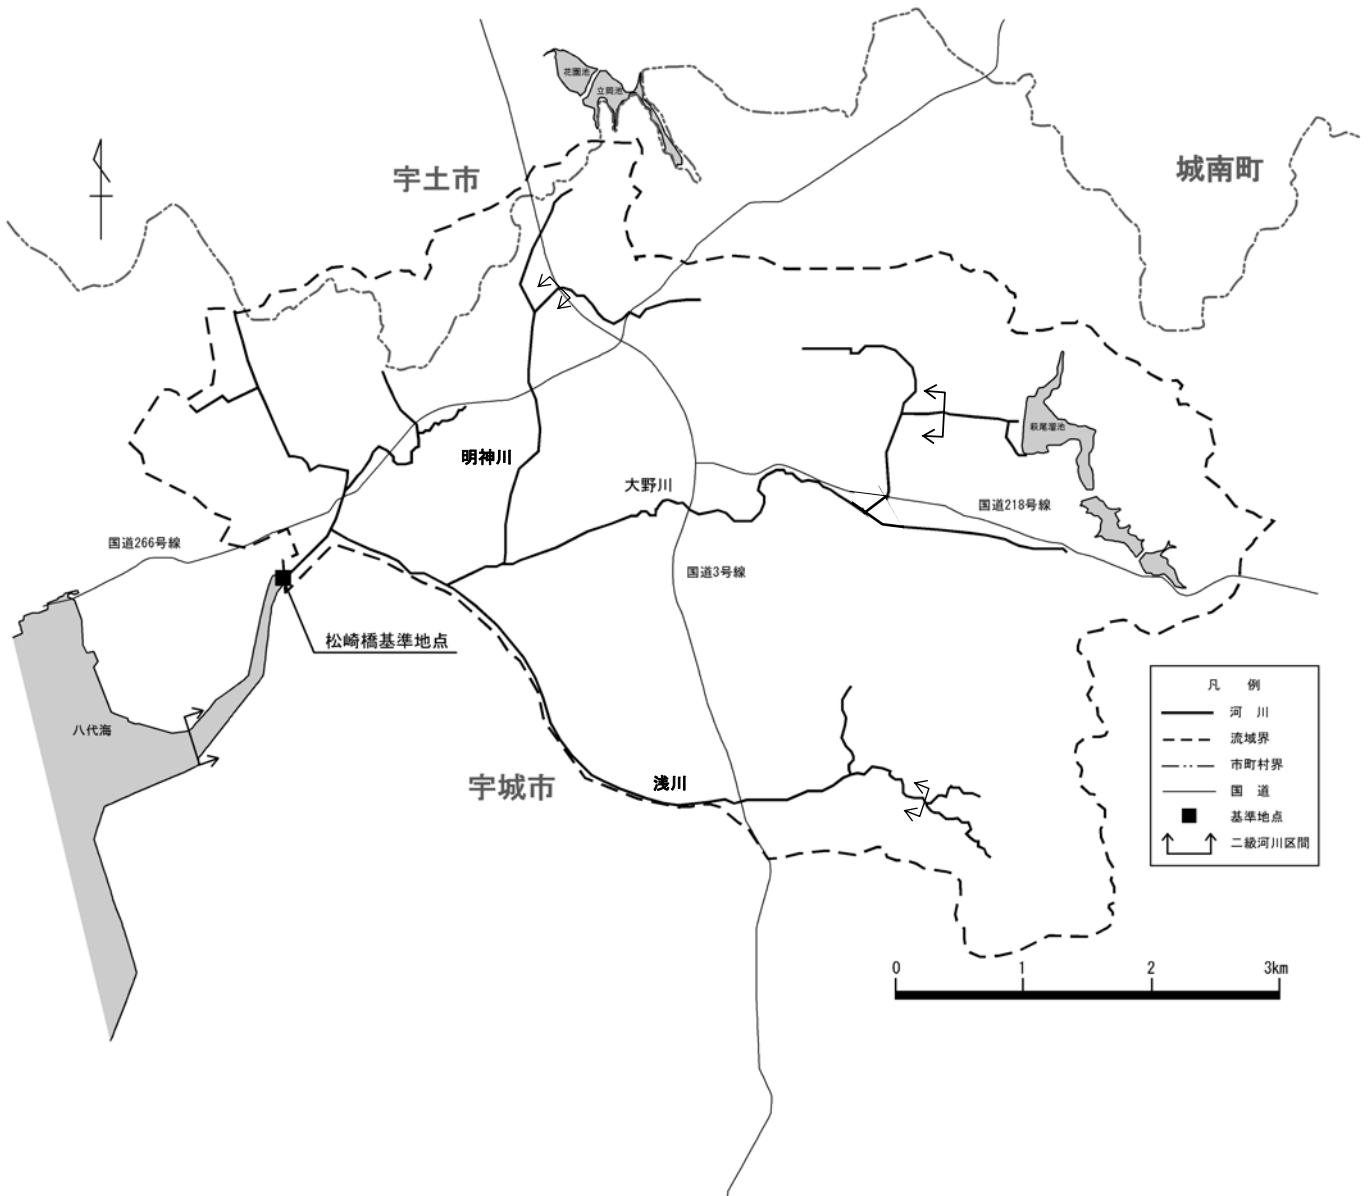 花園池
立岡池
宇土市
城南町
萩尾溜池
明神川
大野川
国道218号線
国道266号線
国道3号線
松崎橋基準地点
八代海
宇城市
浅川
凡 例
河 川
流域界
市町村界
国 道
基準地点
二級河川区間
0 1 2 3km